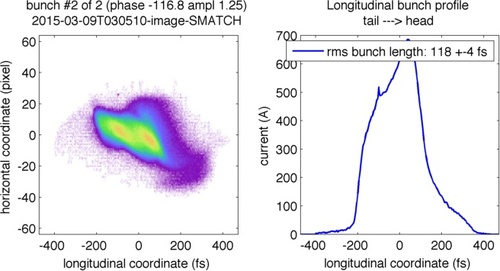 bunch #2 of 2 (phase -116.8 ampl 1.25)
2015-03-09T030510-image-SMATCH
horizontal coordinate (pixel)
60
40
20
0
-20
-40
-60
-400 -200 0 200 400
longitudinal coordinate (fs)
Longitudinal bunch profile
tail ---> head
rms bunch length: 118 +-4 fs
current (A)
700
600
500
400
300
200
100
0
-400 -200 0 200 400
longitudinal coordinate (fs)